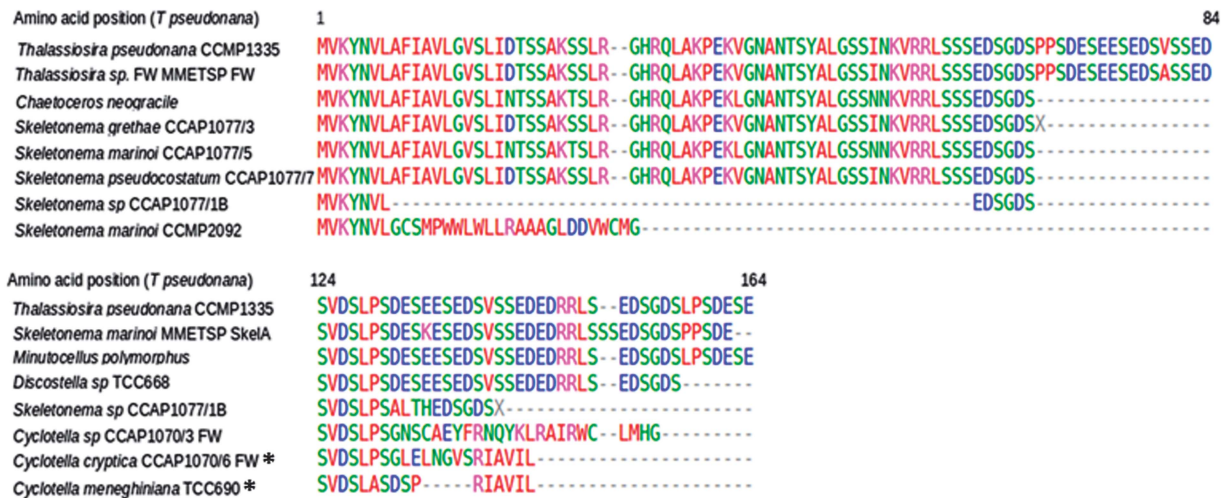 Amino acid position (T pseudonana) 1 84
Thalassiosira pseudonana CCMP1335 MVKYNVLAFIAVLGVSLIDTSSAKSSLR--GHRQLAKPEKVGNANTSYALGSSINKVRRLSSSEDSGDSPPSDESEESEDSVSSED
Thalassiosira sp. FW MMETSP FW MVKYNVLAFIAVLGVSLIDTSSAKSSLR--GHRQLAKPEKVGNANTSYALGSSINKVRRLSSSEDSGDSPPSDESEESEDSASSED
Chaetoceros neogracile MVKYNVLAFIAVLGVSLINTSSAKTSLR--GHRQLAKPEKLGNANTSYALGSSNNKVRRLSSSEDSGDS-----------------
Skeletonema grethae CCAP1077/3 MVKYNVLAFIAVLGVSLIDTSSAKSSLR--GHRQLAKPEKVGNANTSYALGSSINKVRRLSSSEDSGDSX----------------
Skeletonema marinoi CCAP1077/5 MVKYNVLAFIAVLGVSLINTSSAKTSLR--GHRQLAKPEKLGNANTSYALGSSNNKVRRLSSSEDSGDS-----------------
Skeletonema pseudocostatum CCAP1077/7 MVKYNVLAFIAVLGVSLIDTSSAKSSLR--GHRQLAKPEKVGNANTSYALGSSINKVRRLSSSEDSGDS-----------------
Skeletonema sp CCAP1077/1B MVKYNVL--------------------------------------------------------EDSGDS-----------------
Skeletonema marinoi CCMP2092 MVKYNVLGCSMPWWLWLLRAAAGLDDVWCMG-------------------------------------------------------
Amino acid position (T pseudonana) 124 164
Thalassiosira pseudonana CCMP1335 SVDSLPSDESEESEDSVSSEDEDRRLS--EDSGDSLPSDESE
Skeletonema marinoi MMETSP SkelA SVDSLPSDESKESEDSVSSEDEDRRLSSSEDSGDSPPSDE--
Minutocellus polymorphus SVDSLPSDESEESEDSVSSEDEDRRLS--EDSGDSLPSDESE
Discostella sp TCC668 SVDSLPSDESEESEDSVSSEDEDRRLS--EDSGDS-------
Skeletonema sp CCAP1077/1B SVDSLPSALTHEDSGDSX------------------------
Cyclotella sp CCAP1070/3 FW SVDSLPSGNSCAEYFRNQYKLRAIRWC--LMHG---------
Cyclotella cryptica CCAP1070/6 FW * SVDSLPSGLELNGVSRIAVIL---------------------
Cyclotella meneghiniana TCC690 * SVDSLASDSP-----RIAVIL---------------------